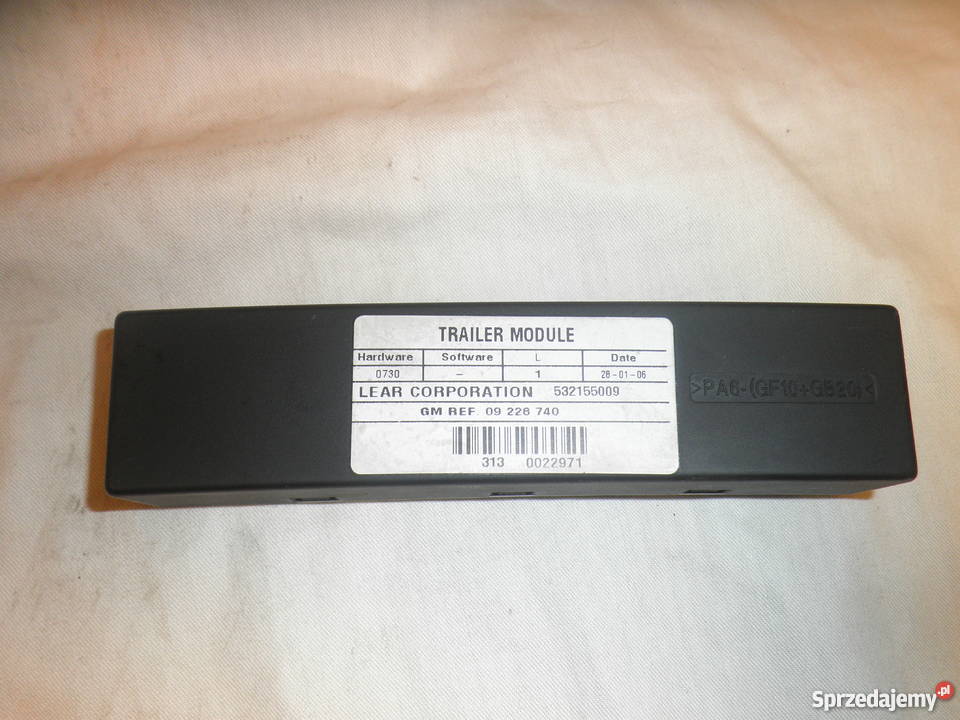 TRAILER MODULE
Hardware Software L Date
0730 – 1 28-01-06
LEAR CORPORATION 532155009
GM REF. 09 228 740
313 0022971
>PA6-(GF10+GB20)<
Sprzedajemy.pl